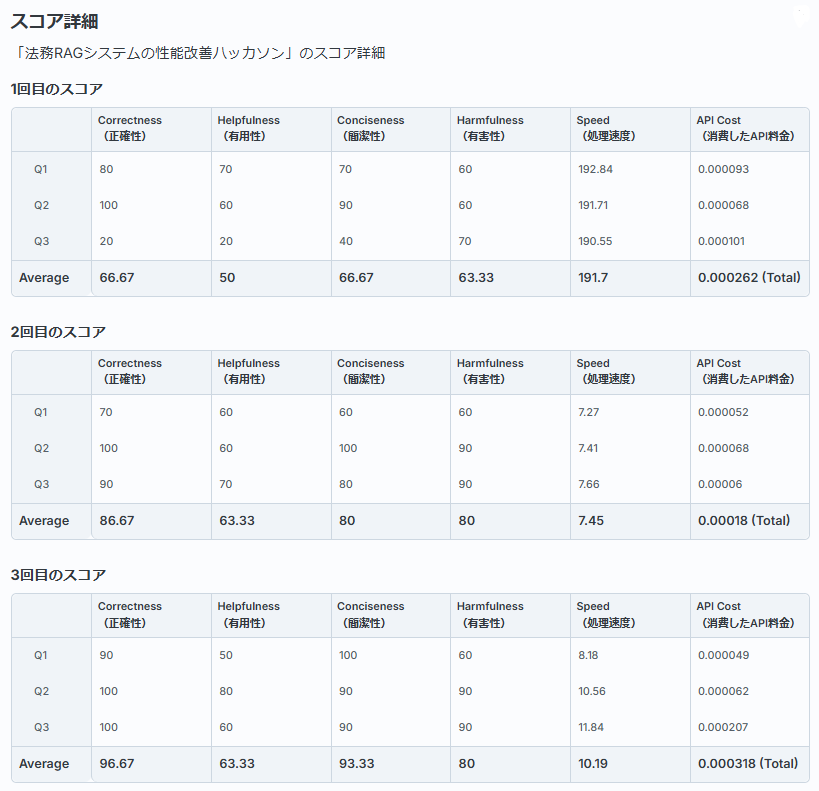 スコア詳細
「法務RAGシステムの性能改善ハッカソン」のスコア詳細
1回目のスコア
Correctness Helpfulness Conciseness Harmfulness Speed API Cost
（正確性） （有用性） （簡潔性） （有害性） （処理速度） （消費したAPI料金）
Q1 80 70 70 60 192.84 0.000093
Q2 100 60 90 60 191.71 0.000068
Q3 20 20 40 70 190.55 0.000101
Average 66.67 50 66.67 63.33 191.7 0.000262 (Total)
2回目のスコア
Correctness Helpfulness Conciseness Harmfulness Speed API Cost
（正確性） （有用性） （簡潔性） （有害性） （処理速度） （消費したAPI料金）
Q1 70 60 60 60 7.27 0.000052
Q2 100 60 100 90 7.41 0.000068
Q3 90 70 80 90 7.66 0.00006
Average 86.67 63.33 80 80 7.45 0.00018 (Total)
3回目のスコア
Correctness Helpfulness Conciseness Harmfulness Speed API Cost
（正確性） （有用性） （簡潔性） （有害性） （処理速度） （消費したAPI料金）
Q1 90 50 100 60 8.18 0.000049
Q2 100 80 90 90 10.56 0.000062
Q3 100 60 90 90 11.84 0.000207
Average 96.67 63.33 93.33 80 10.19 0.000318 (Total)